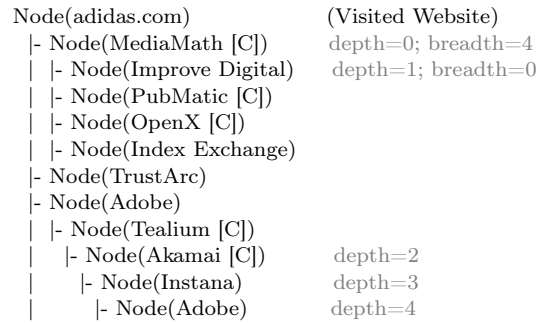 Node(adidas.com) (Visited Website)
|- Node(MediaMath [C]) depth=0; breadth=4
| |- Node(Improve Digital) depth=1; breadth=0
| |- Node(PubMatic [C])
| |- Node(OpenX [C])
| |- Node(Index Exchange)
|- Node(TrustArc)
|- Node(Adobe)
| |- Node(Tealium [C])
| |- Node(Akamai [C]) depth=2
| |- Node(Instana) depth=3
| |- Node(Adobe) depth=4